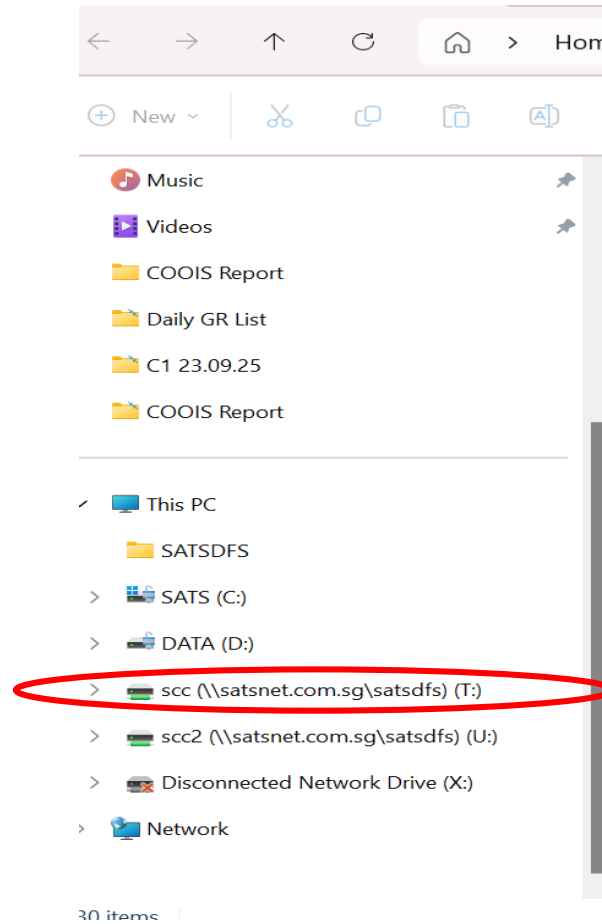 Hom
New
Music
Videos
COOIS Report
Daily GR List
C1 23.09.25
COOIS Report
This PC
SATSDFS
SATS (C:)
DATA (D:)
scc (\\satsnet.com.sg\satsdfs) (T:)
scc2 (\\satsnet.com.sg\satsdfs) (U:)
Disconnected Network Drive (X:)
Network
30 items